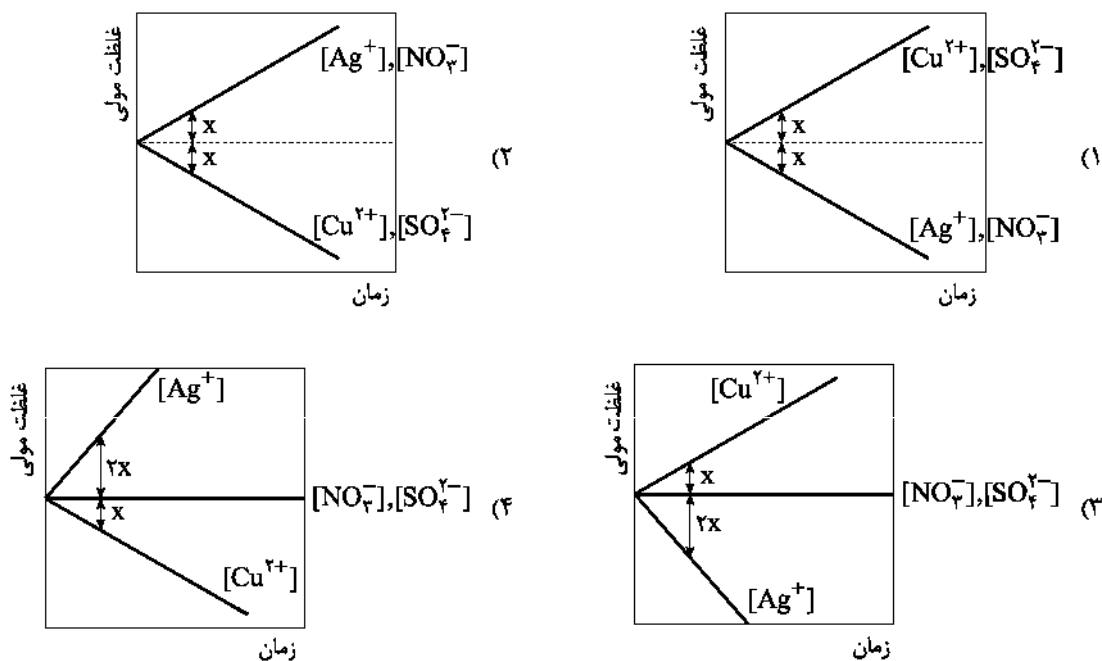 غلظت مولی
[Cu²⁺],[SO₄²⁻]
x
x
[Ag⁺],[NO₃⁻]
زمان
۱)
غلظت مولی
[Ag⁺],[NO₃⁻]
x
x
[Cu²⁺],[SO₄²⁻]
زمان
۲)
غلظت مولی
[Cu²⁺]
x
[NO₃⁻],[SO₄²⁻]
۲x
[Ag⁺]
زمان
۳)
غلظت مولی
[Ag⁺]
۲x
[NO₃⁻],[SO₄²⁻]
x
[Cu²⁺]
زمان
۴)